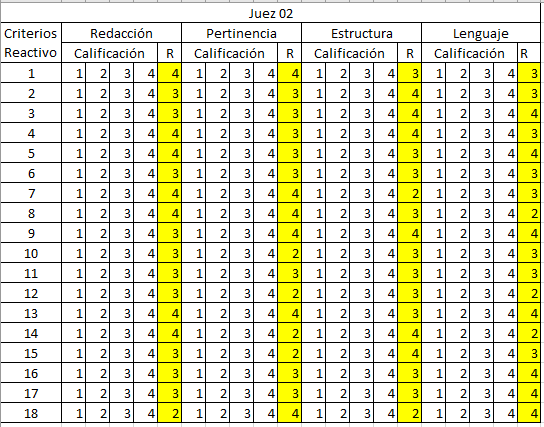 Juez 02
Criterios Redacción Pertinencia Estructura Lenguaje
Reactivo Calificación R Calificación R Calificación R Calificación R
1 1 2 3 4 4 1 2 3 4 4 1 2 3 4 3 1 2 3 4 3
2 1 2 3 4 3 1 2 3 4 3 1 2 3 4 4 1 2 3 4 3
3 1 2 3 4 3 1 2 3 4 3 1 2 3 4 4 1 2 3 4 4
4 1 2 3 4 4 1 2 3 4 3 1 2 3 4 4 1 2 3 4 3
5 1 2 3 4 4 1 2 3 4 3 1 2 3 4 3 1 2 3 4 4
6 1 2 3 4 3 1 2 3 4 3 1 2 3 4 3 1 2 3 4 3
7 1 2 3 4 4 1 2 3 4 4 1 2 3 4 2 1 2 3 4 3
8 1 2 3 4 4 1 2 3 4 4 1 2 3 4 3 1 2 3 4 2
9 1 2 3 4 3 1 2 3 4 4 1 2 3 4 4 1 2 3 4 4
10 1 2 3 4 3 1 2 3 4 2 1 2 3 4 3 1 2 3 4 3
11 1 2 3 4 3 1 2 3 4 3 1 2 3 4 3 1 2 3 4 3
12 1 2 3 4 3 1 2 3 4 2 1 2 3 4 3 1 2 3 4 2
13 1 2 3 4 4 1 2 3 4 4 1 2 3 4 4 1 2 3 4 4
14 1 2 3 4 4 1 2 3 4 2 1 2 3 4 4 1 2 3 4 2
15 1 2 3 4 3 1 2 3 4 2 1 2 3 4 4 1 2 3 4 3
16 1 2 3 4 3 1 2 3 4 3 1 2 3 4 3 1 2 3 4 4
17 1 2 3 4 3 1 2 3 4 3 1 2 3 4 3 1 2 3 4 4
18 1 2 3 4 2 1 2 3 4 4 1 2 3 4 2 1 2 3 4 4